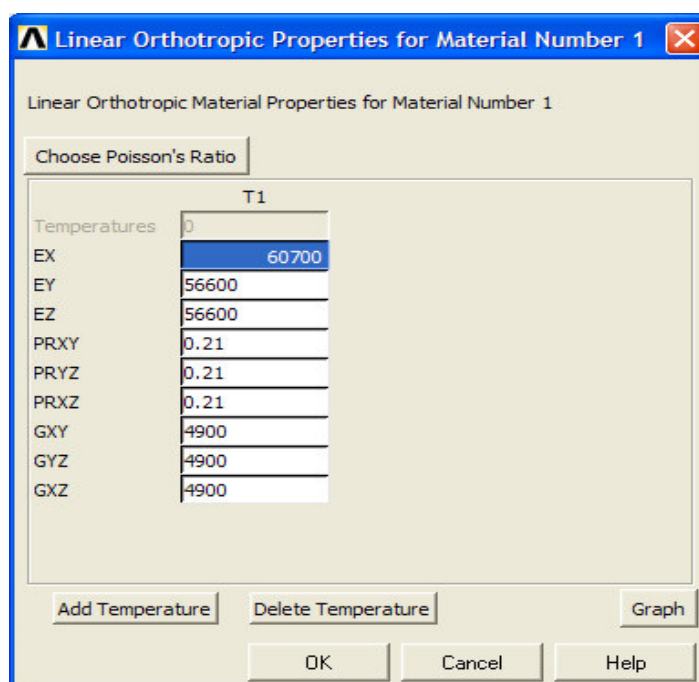 Linear Orthotropic Properties for Material Number 1
Linear Orthotropic Material Properties for Material Number 1
Choose Poisson's Ratio
T1
Temperatures 0
EX 60700
EY 56600
EZ 56600
PRXY 0.21
PRYZ 0.21
PRXZ 0.21
GXY 4900
GYZ 4900
GXZ 4900
Add Temperature Delete Temperature Graph
OK Cancel Help